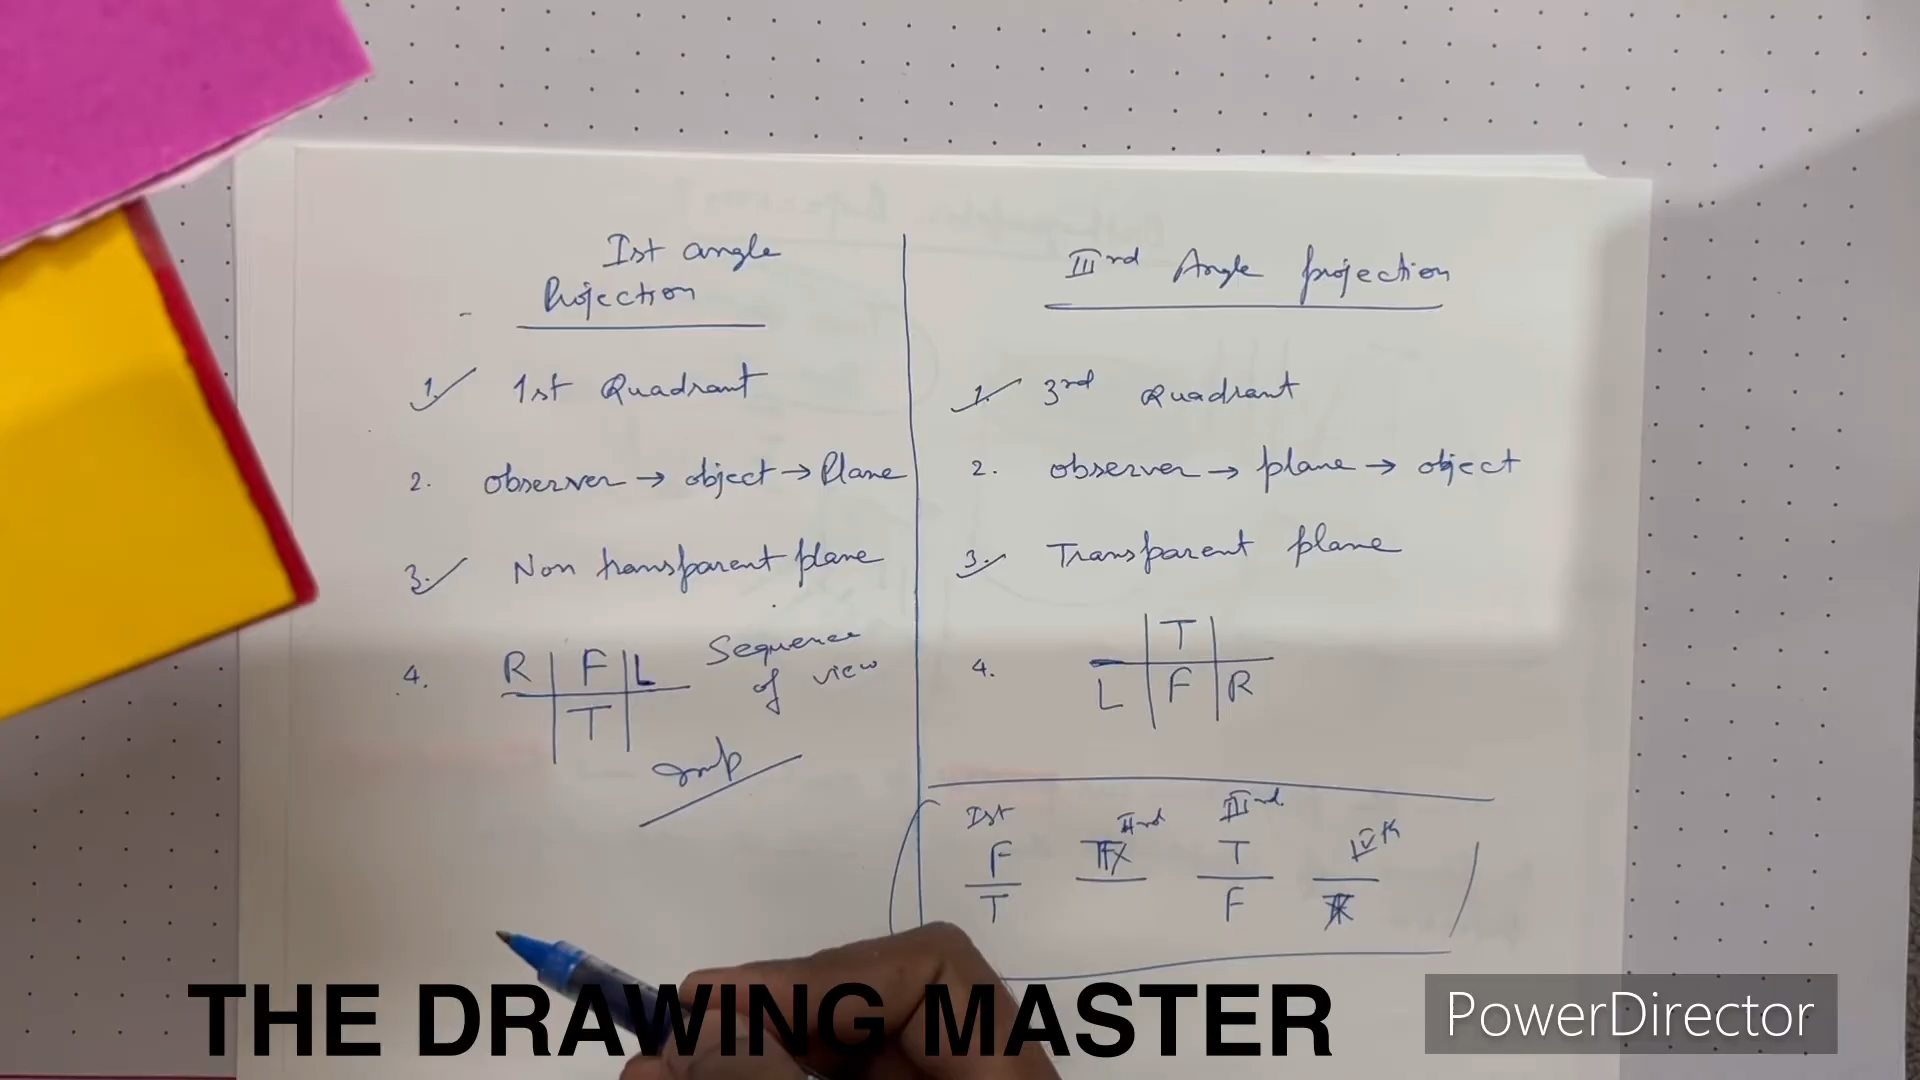 Ist angle
Projection
1. 1st Quadrant
2. observer → object → Plane
3. Non transparent plane
4. R | F | L Sequence
of view
T
Imp
IIIrd Angle projection
1. 3rd Quadrant
2. observer → plane → object
3. Transparent plane
4. T
L | F | R
Ist IInd IIIrd IVth
F T
T F
THE DRAWING MASTER
PowerDirector